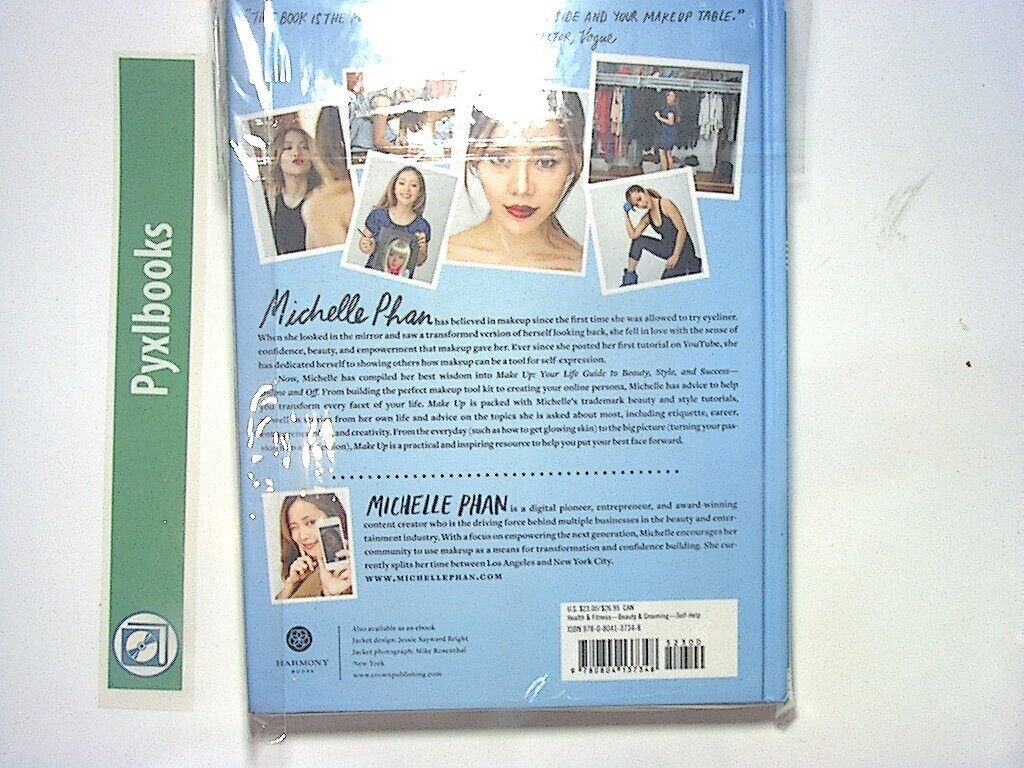 "THIS BOOK IS THE
SIDE AND YOUR MAKEUP TABLE."
Vogue
Pyxlbooks
Michelle Phan has believed in makeup since the first time she was allowed to try eyeliner.
When she looked in the mirror and saw a transformed version of herself looking back, she fell in love with the sense of
confidence, beauty, and empowerment that makeup gave her. Ever since she posted her first tutorial on YouTube, she
has dedicated herself to showing others how makeup can be a tool for self-expression.
Now, Michelle has compiled her best wisdom into Make Up: Your Life Guide to Beauty, Style, and Success—
Online and Off. From building the perfect makeup tool kit to creating your online persona, Michelle has advice to help
you transform every facet of your life. Make Up is packed with Michelle's trademark beauty and style tutorials,
from her own life and advice on the topics she is asked about most, including etiquette, career,
and creativity. From the everyday (such as how to get glowing skin) to the big picture (turning your pas-
Make Up is a practical and inspiring resource to help you put your best face forward.
MICHELLE PHAN is a digital pioneer, entrepreneur, and award-winning
content creator who is the driving force behind multiple businesses in the beauty and enter-
tainment industry. With a focus on empowering the next generation, Michelle encourages her
community to use makeup as a means for transformation and confidence building. She cur-
rently splits her time between Los Angeles and New York City.
WWW.MICHELLEPHAN.COM
HARMONY
BOOKS
Also available as an ebook
Jacket design: Jessie Sayward Bright
Jacket photograph: Mike Rosenthal
New York
www.crownpublishing.com
U.S. $23.00/$26.95 CAN
Health & Fitness—Beauty & Grooming—Self-Help
ISBN 978-0-8041-3734-8
52300
9 780804 137348